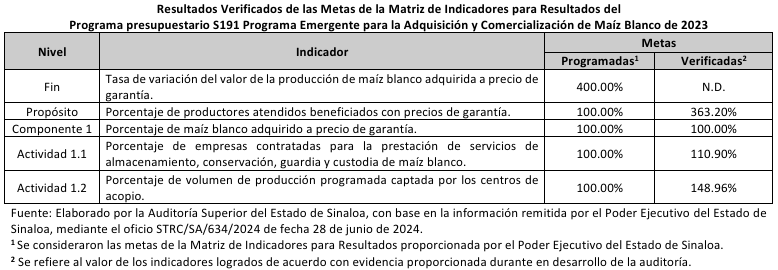 Resultados Verificados de las Metas de la Matriz de Indicadores para Resultados del
Programa presupuestario S191 Programa Emergente para la Adquisición y Comercialización de Maíz Blanco de 2023
Nivel Indicador Metas
Programadas¹ Verificadas²
Fin Tasa de variación del valor de la producción de maíz blanco adquirida a precio de 400.00% N.D.
garantía.
Propósito Porcentaje de productores atendidos beneficiados con precios de garantía. 100.00% 363.20%
Componente 1 Porcentaje de maíz blanco adquirido a precio de garantía. 100.00% 100.00%
Actividad 1.1 Porcentaje de empresas contratadas para la prestación de servicios de 100.00% 110.90%
almacenamiento, conservación, guardia y custodia de maíz blanco.
Actividad 1.2 Porcentaje de volumen de producción programada captada por los centros de 100.00% 148.96%
acopio.
Fuente: Elaborado por la Auditoría Superior del Estado de Sinaloa, con base en la información remitida por el Poder Ejecutivo del Estado de
Sinaloa, mediante el oficio STRC/SA/634/2024 de fecha 28 de junio de 2024.
¹ Se consideraron las metas de la Matriz de Indicadores para Resultados proporcionada por el Poder Ejecutivo del Estado de Sinaloa.
² Se refiere al valor de los indicadores logrados de acuerdo con evidencia proporcionada durante en desarrollo de la auditoría.